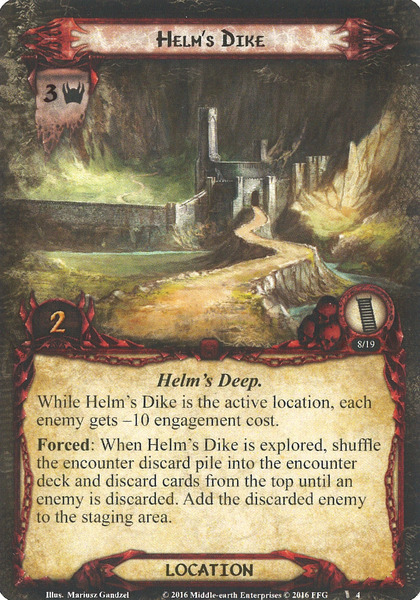 Helm's Dike
3
2
8/19
Helm's Deep.
While Helm's Dike is the active location, each
enemy gets –10 engagement cost.
Forced: When Helm's Dike is explored, shuffle
the encounter discard pile into the encounter
deck and discard cards from the top until an
enemy is discarded. Add the discarded enemy
to the staging area.
LOCATION
Illus. Mariusz Gandzel © 2016 Middle-earth Enterprises © 2016 FFG 4